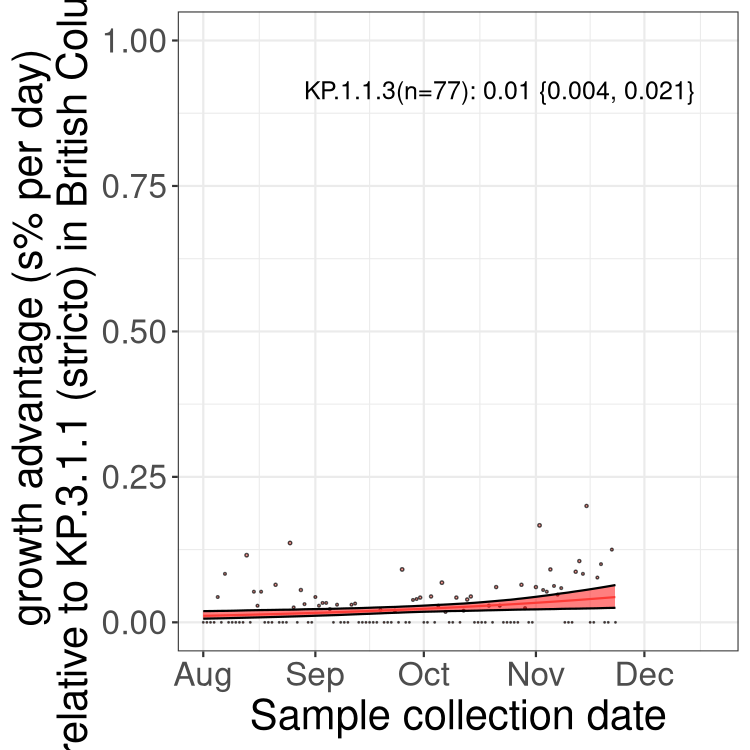 growth advantage (s% per day)
relative to KP.3.1.1 (stricto) in British Colu
1.00
0.75
0.50
0.25
0.00
KP.1.1.3(n=77): 0.01 {0.004, 0.021}
Aug Sep Oct Nov Dec
Sample collection date